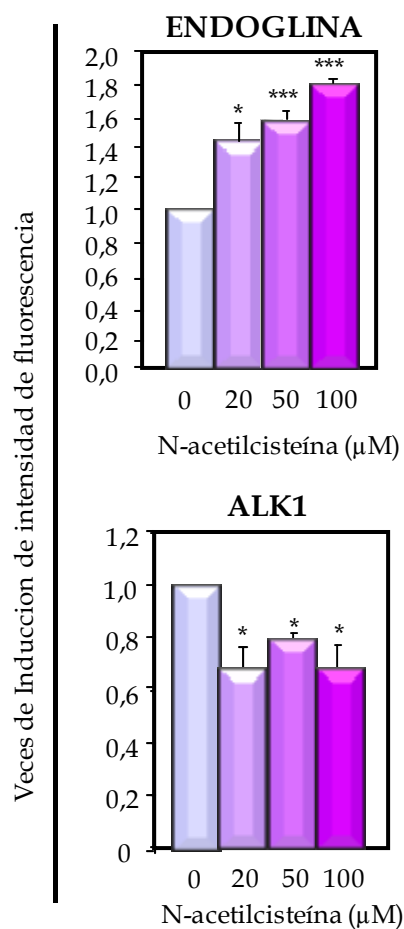 Veces de Induccion de intensidad de fluorescencia
ENDOGLINA
2,0
1,8
1,6
1,4
1,2
1,0
0,8
0,6
0,4
0,2
0,0
* *** ***
0 20 50 100
N-acetilcisteína (µM)
ALK1
1,2
1,0
0,8
0,6
0,4
0,2
0
* * *
0 20 50 100
N-acetilcisteína (µM)